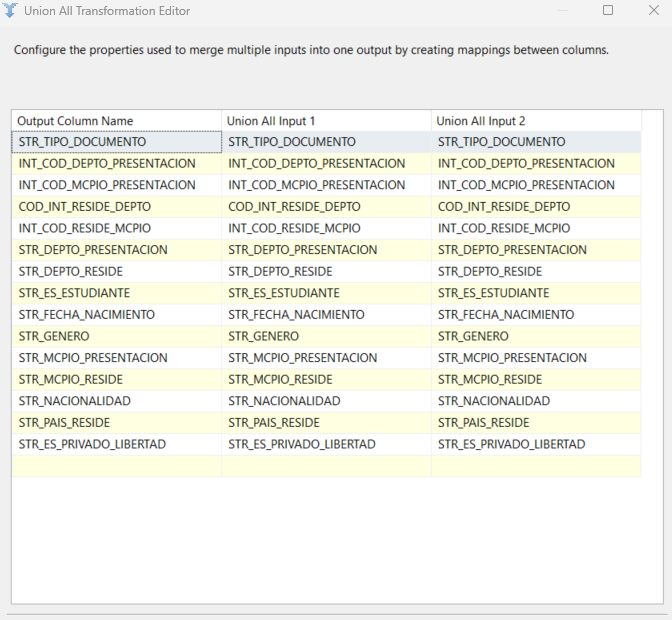 Union All Transformation Editor
Configure the properties used to merge multiple inputs into one output by creating mappings between columns.
Output Column Name Union All Input 1 Union All Input 2
STR_TIPO_DOCUMENTO STR_TIPO_DOCUMENTO STR_TIPO_DOCUMENTO
INT_COD_DEPTO_PRESENTACION INT_COD_DEPTO_PRESENTACION INT_COD_DEPTO_PRESENTACION
INT_COD_MCPIO_PRESENTACION INT_COD_MCPIO_PRESENTACION INT_COD_MCPIO_PRESENTACION
COD_INT_RESIDE_DEPTO COD_INT_RESIDE_DEPTO COD_INT_RESIDE_DEPTO
INT_COD_RESIDE_MCPIO INT_COD_RESIDE_MCPIO INT_COD_RESIDE_MCPIO
STR_DEPTO_PRESENTACION STR_DEPTO_PRESENTACION STR_DEPTO_PRESENTACION
STR_DEPTO_RESIDE STR_DEPTO_RESIDE STR_DEPTO_RESIDE
STR_ES_ESTUDIANTE STR_ES_ESTUDIANTE STR_ES_ESTUDIANTE
STR_FECHA_NACIMIENTO STR_FECHA_NACIMIENTO STR_FECHA_NACIMIENTO
STR_GENERO STR_GENERO STR_GENERO
STR_MCPIO_PRESENTACION STR_MCPIO_PRESENTACION STR_MCPIO_PRESENTACION
STR_MCPIO_RESIDE STR_MCPIO_RESIDE STR_MCPIO_RESIDE
STR_NACIONALIDAD STR_NACIONALIDAD STR_NACIONALIDAD
STR_PAIS_RESIDE STR_PAIS_RESIDE STR_PAIS_RESIDE
STR_ES_PRIVADO_LIBERTAD STR_ES_PRIVADO_LIBERTAD STR_ES_PRIVADO_LIBERTAD